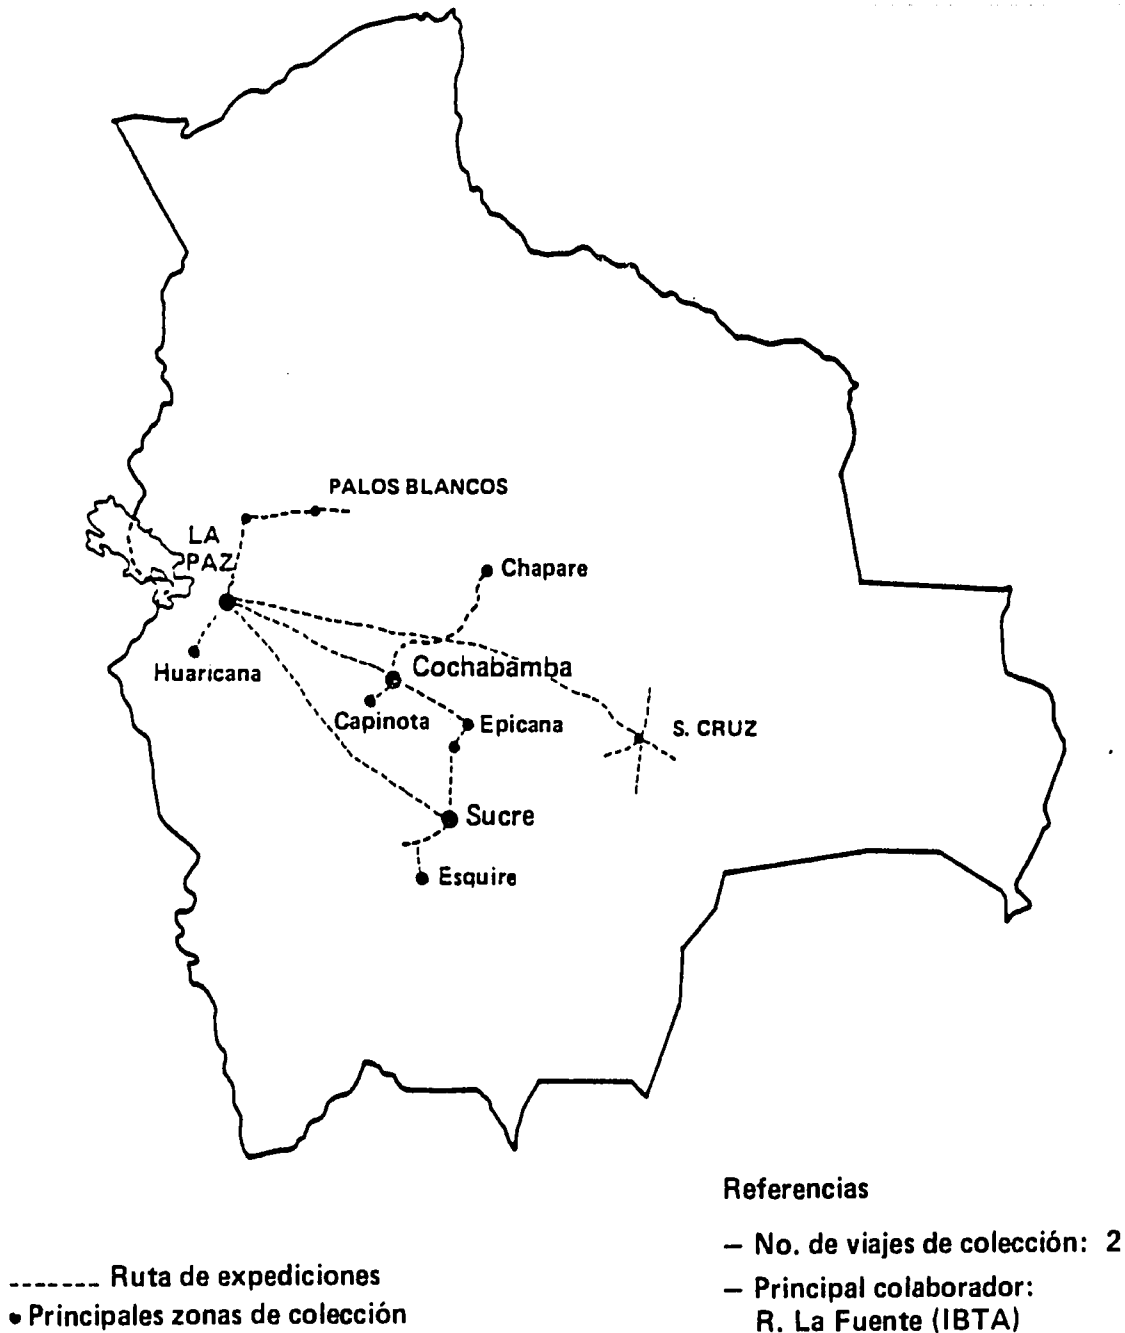 PALOS BLANCOS
LA
PAZ
Chapare
Huaricana
Cochabamba
Capinota
Epicana
S. CRUZ
Sucre
Esquire
Referencias
– No. de viajes de colección: 2
– Principal colaborador:
R. La Fuente (IBTA)
------- Ruta de expediciones
• Principales zonas de colección